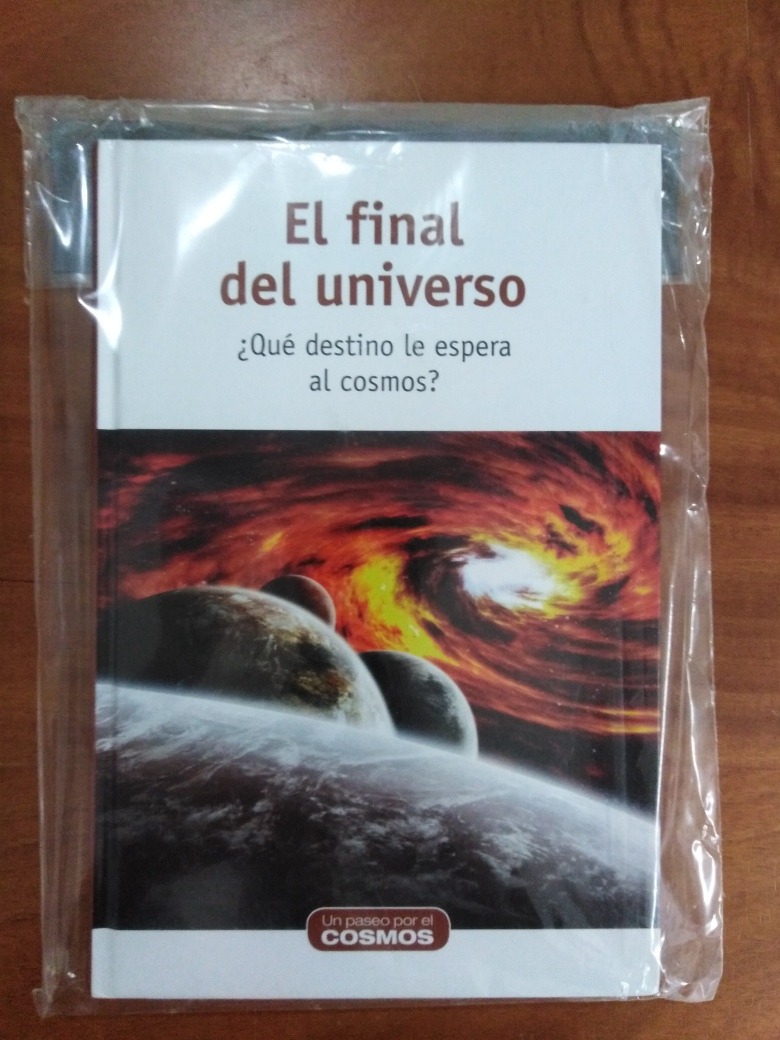 El final
del universo
¿Qué destino le espera
al cosmos?
Un paseo por el
COSMOS